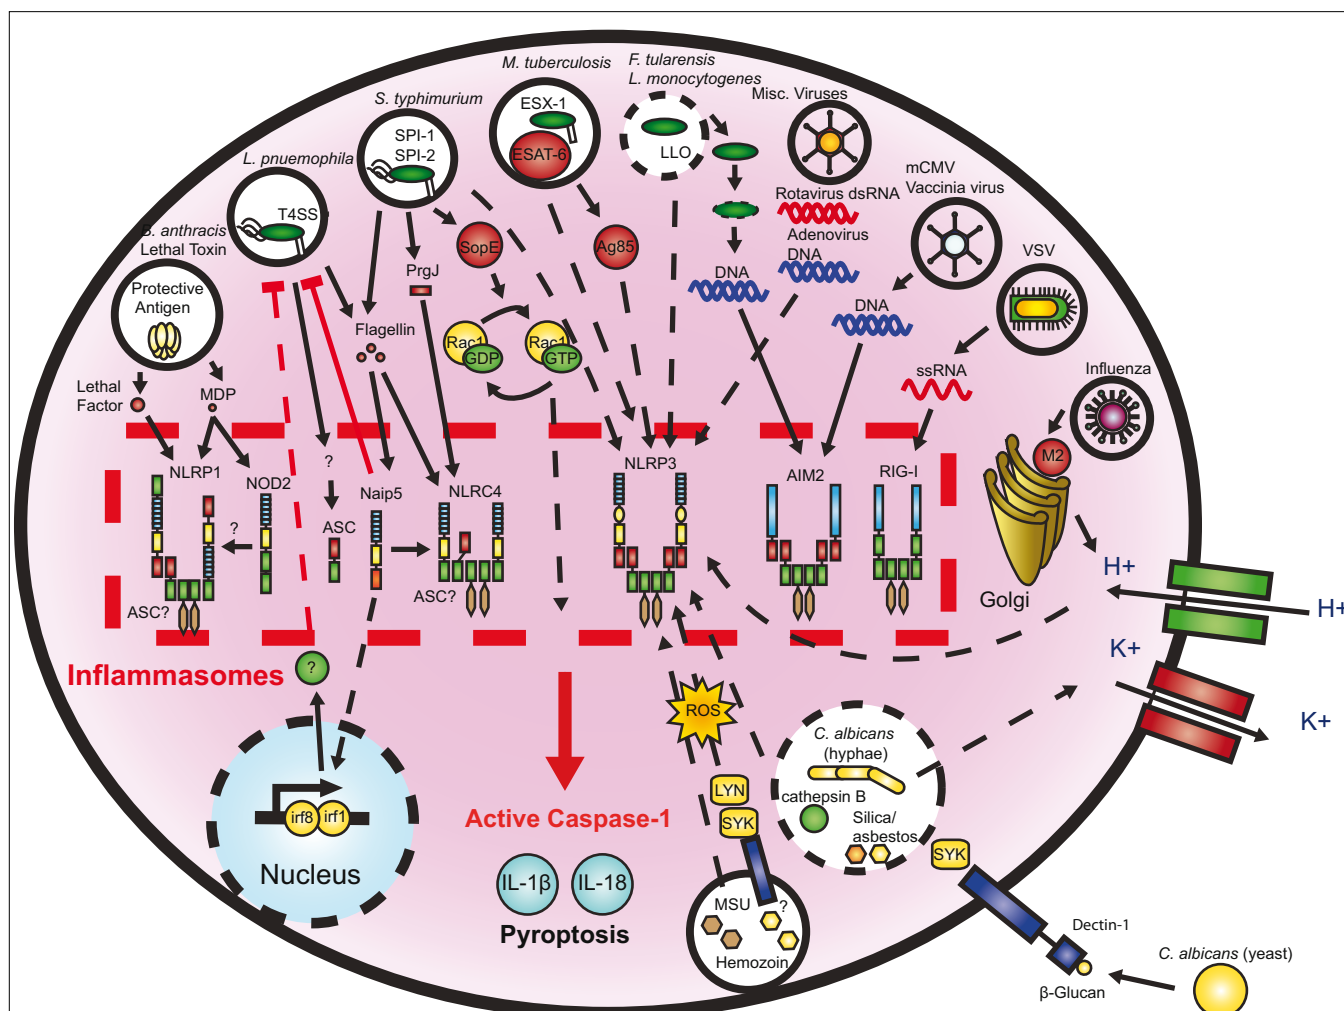 M. tuberculosis
F. tularensis
L. monocytogenes
Misc. Viruses
S. typhimurium
ESX-1
ESAT-6
SPI-1
SPI-2
LLO
L. pnuemophila
mCMV
Vaccinia virus
Rotavirus dsRNA
Adenovirus
DNA
T4SS
B. anthracis
Lethal Toxin
SopE
Ag85
VSV
PrgJ
DNA
DNA
Protective
Antigen
Flagellin
Rac1
GDP
Rac1
GTP
ssRNA
Influenza
Lethal
Factor
MDP
M2
?
NLRP1
NOD2
Naip5
NLRC4
NLRP3
AIM2
RIG-I
?
ASC
H+
Golgi
H+
ASC?
ASC?
K+
K+
Inflammasomes
?
ROS
C. albicans
(hyphae)
LYN
cathepsin B
SYK
Silica/
asbestos
irf8
irf1
Active Caspase-1
SYK
Nucleus
IL-1β
IL-18
MSU
?
Pyroptosis
Hemozoin
Dectin-1
C. albicans (yeast)
β-Glucan